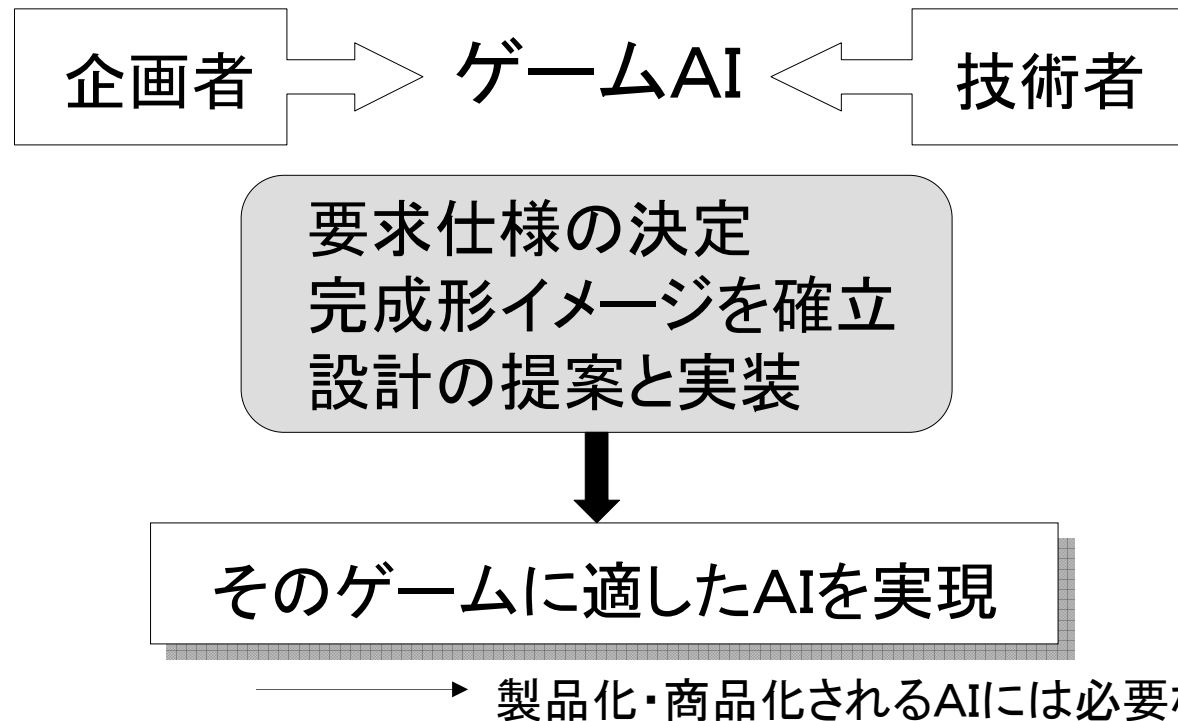 企画者
ゲームAI
技術者
要求仕様の決定
完成形イメージを確立
設計の提案と実装
そのゲームに適したAIを実現
製品化・商品化されるAIには必要